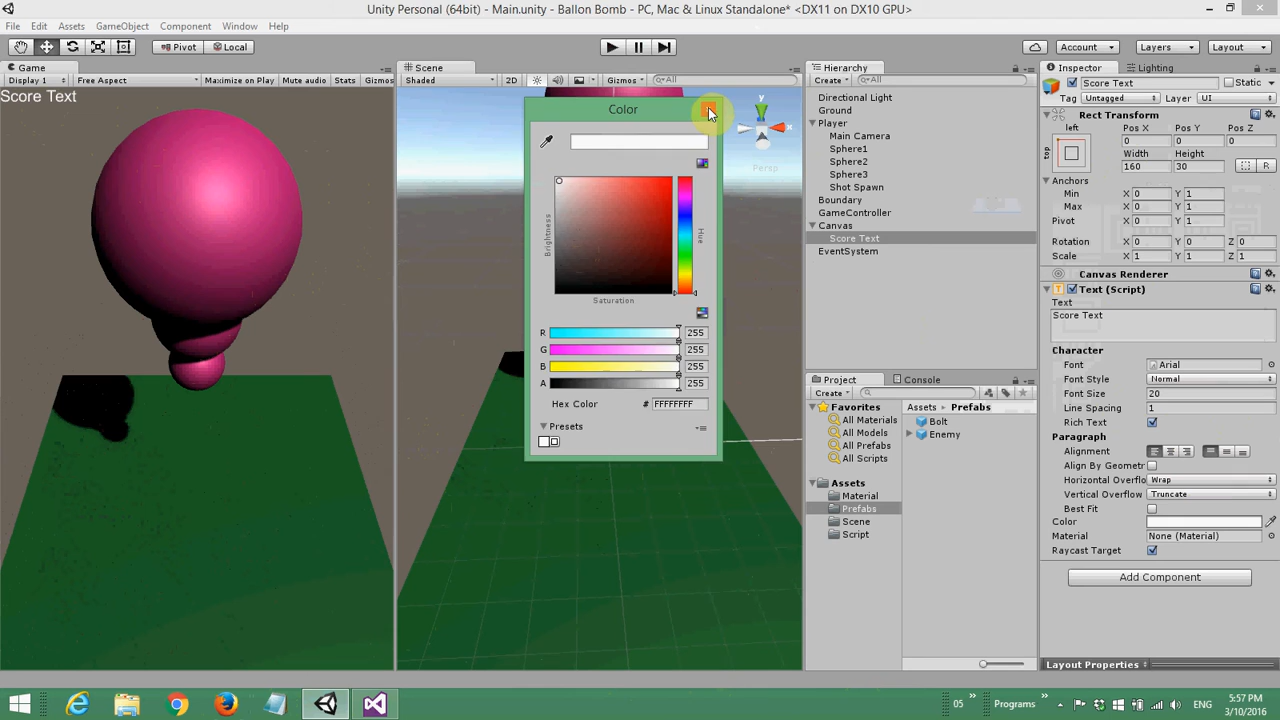 Unity Personal (64bit) - Main.unity - Ballon Bomb - PC, Mac & Linux Standalone* <DX11 on DX10 GPU>
File Edit Assets GameObject Component Window Help
Pivot Local Account Layers Layout
Game
Display 1 Free Aspect Maximize on Play Mute audio Stats Gizmos
Score Text
Scene
Shaded 2D Gizmos All
y
x
Persp
Color
Brightness
Hue
Saturation
R 255
G 255
B 255
A 255
Hex Color # FFFFFFFF
Presets
Hierarchy
Create All
Directional Light
Ground
Player
Main Camera
Sphere1
Sphere2
Sphere3
Shot Spawn
Boundary
GameController
Canvas
Score Text
EventSystem
Project Console
Create
Favorites
All Materials
All Models
All Prefabs
All Scripts
Assets
Material
Prefabs
Scene
Script
Assets Prefabs
Bolt
Enemy
Inspector Lighting
Score Text Static
Tag Untagged Layer UI
Rect Transform
left Pos X Pos Y Pos Z
top 0 0 0
Width Height
160 30 R
Anchors
Min X 0 Y 1
Max X 0 Y 1
Pivot X 0 Y 1
Rotation X 0 Y 0 Z 0
Scale X 1 Y 1 Z 1
Canvas Renderer
Text (Script)
Text
Score Text
Character
Font Arial
Font Style Normal
Font Size 20
Line Spacing 1
Rich Text
Paragraph
Alignment
Align By Geometr
Horizontal Overflo Wrap
Vertical Overflow Truncate
Best Fit
Color
Material None (Material)
Raycast Target
Add Component
Layout Properties
05 Programs ENG 5:57 PM
3/10/2016